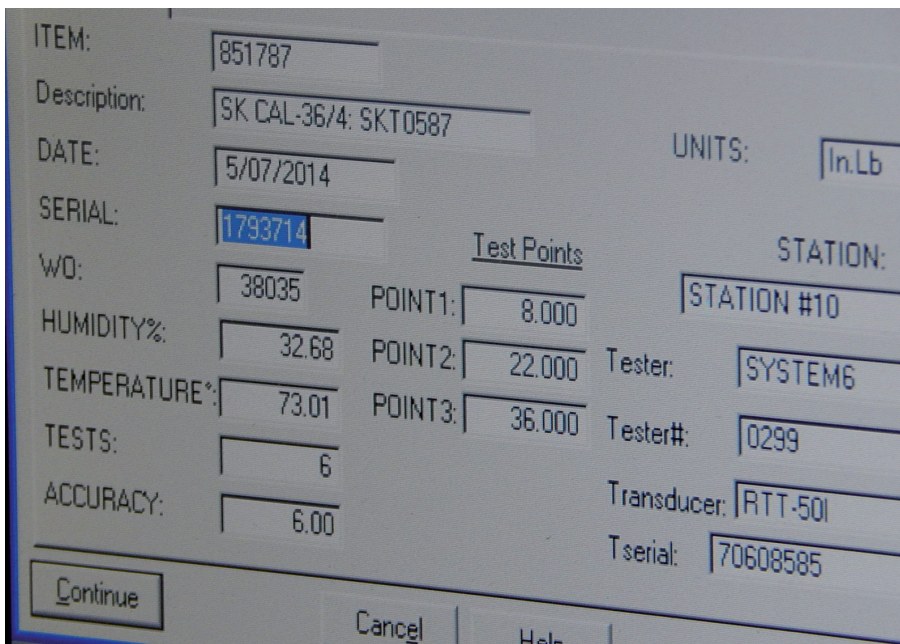 ITEM: 851787
Description: SK CAL-36/4: SKT0587
DATE: 5/07/2014
SERIAL: 1793714
WO: 38035
HUMIDITY%: 32.68
TEMPERATURE*: 73.01
TESTS: 6
ACCURACY: 6.00
Test Points
POINT1: 8.000
POINT2: 22.000
POINT3: 36.000
UNITS: In.Lb
STATION:
STATION #10
Tester: SYSTEM6
Tester#: 0299
Transducer: RTT-50I
Tserial: 70608585
Continue
Cancel
Help